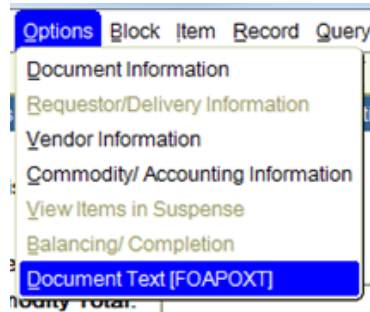 Options Block Item Record Query
Document Information
Requestor/Delivery Information
Vendor Information
Commodity/ Accounting Information
View Items in Suspense
Balancing/ Completion
Document Text [FOAPOXT]
Total: